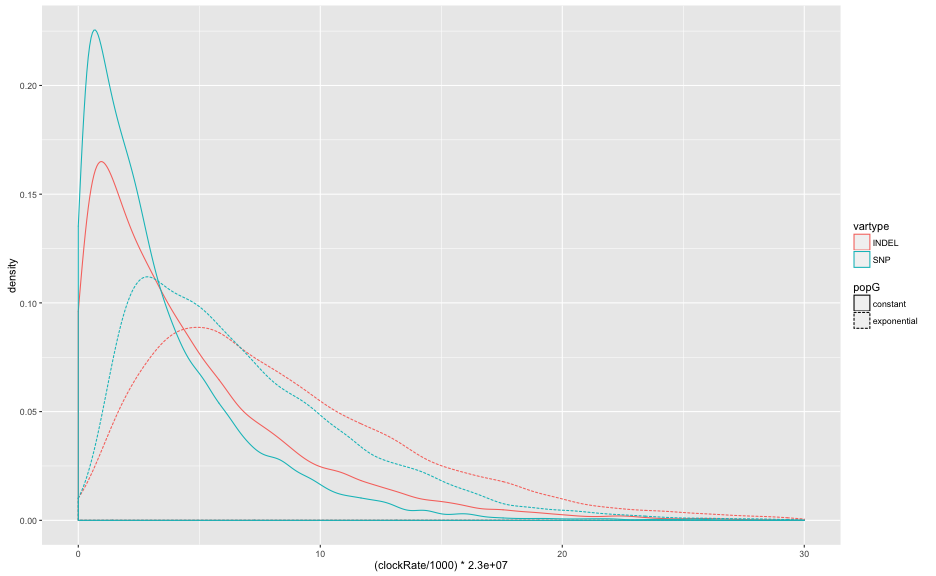 density
0.20
0.15
0.10
0.05
0.00
0
10
20
30
(clockRate/1000) * 2.3e+07
vartype
INDEL
SNP
popG
constant
exponential